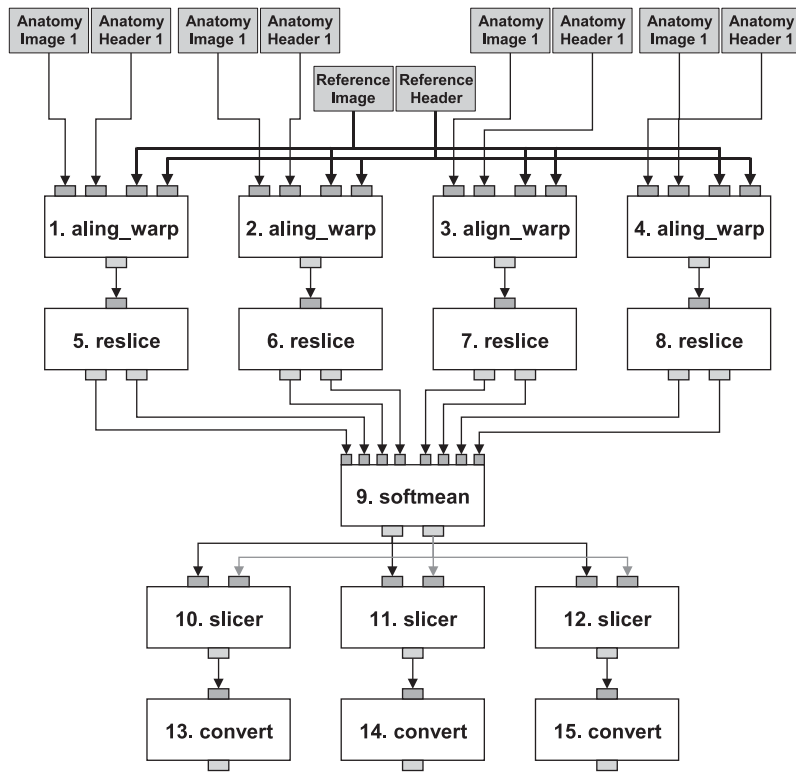 Anatomy
Image 1
Anatomy
Header 1
Anatomy
Image 1
Anatomy
Header 1
Anatomy
Image 1
Anatomy
Header 1
Anatomy
Image 1
Anatomy
Header 1
Reference
Image
Reference
Header
1. aling_warp
2. aling_warp
3. align_warp
4. aling_warp
5. reslice
6. reslice
7. reslice
8. reslice
9. softmean
10. slicer
11. slicer
12. slicer
13. convert
14. convert
15. convert